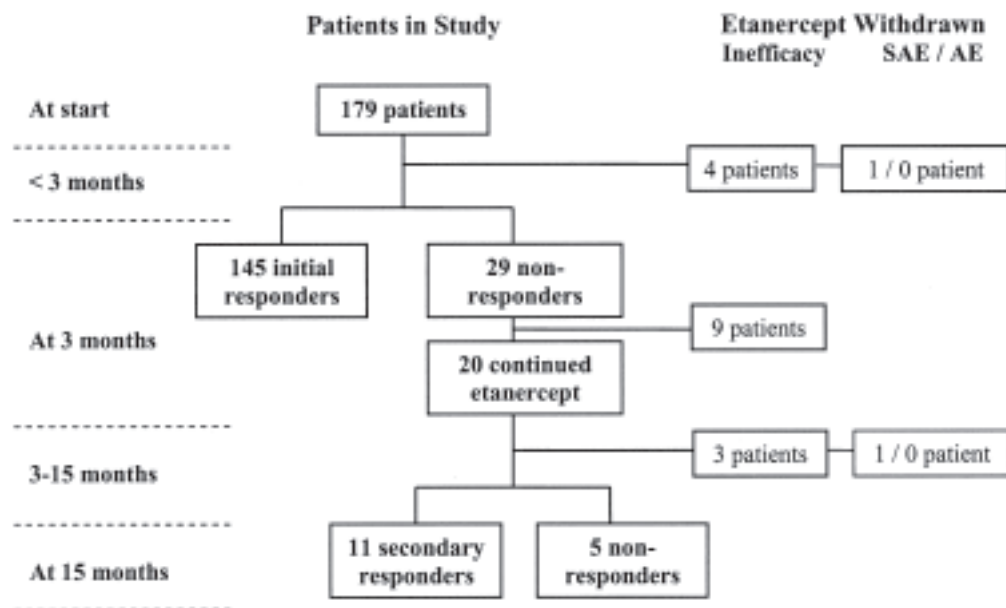 Patients in Study
Etanercept Withdrawn
Inefficacy SAE / AE
At start
179 patients
< 3 months
4 patients
1 / 0 patient
145 initial
responders
29 non-
responders
At 3 months
9 patients
20 continued
etanercept
3-15 months
3 patients
1 / 0 patient
At 15 months
11 secondary
responders
5 non-
responders